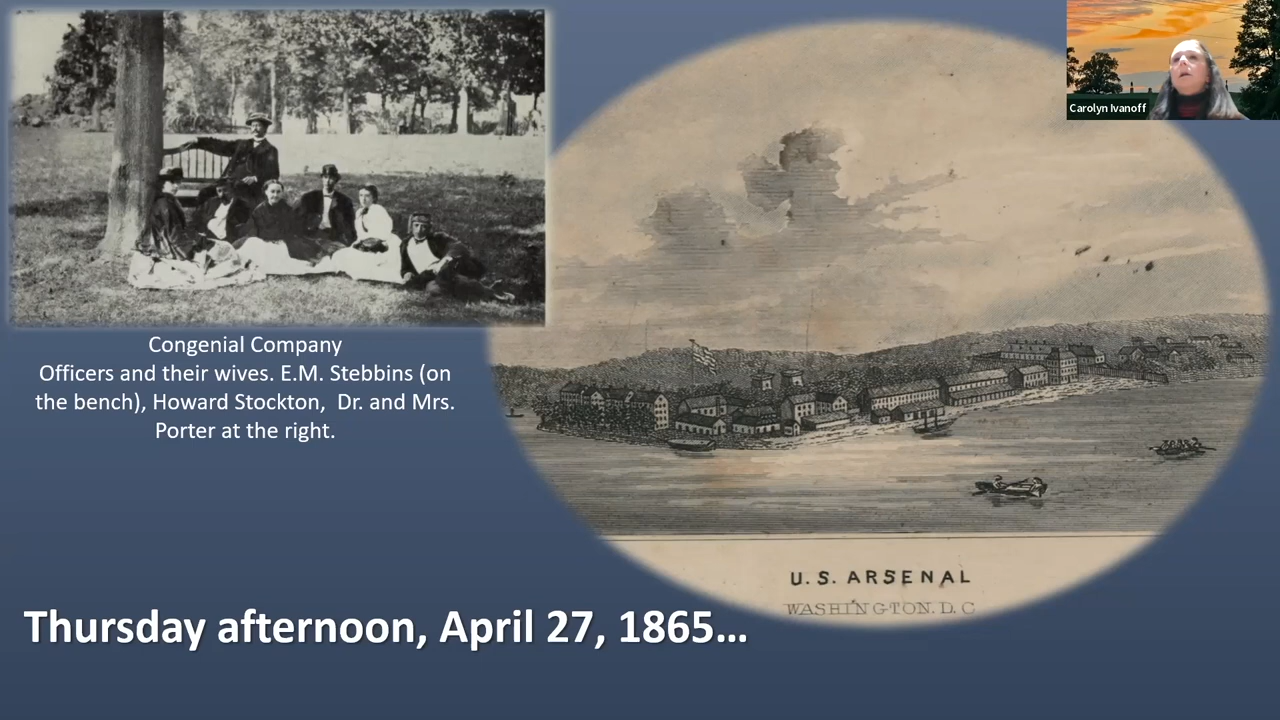 Carolyn Ivanoff
Congenial Company
Officers and their wives. E.M. Stebbins (on
the bench), Howard Stockton, Dr. and Mrs.
Porter at the right.
U.S. ARSENAL
WASHINGTON. D. C
Thursday afternoon, April 27, 1865...